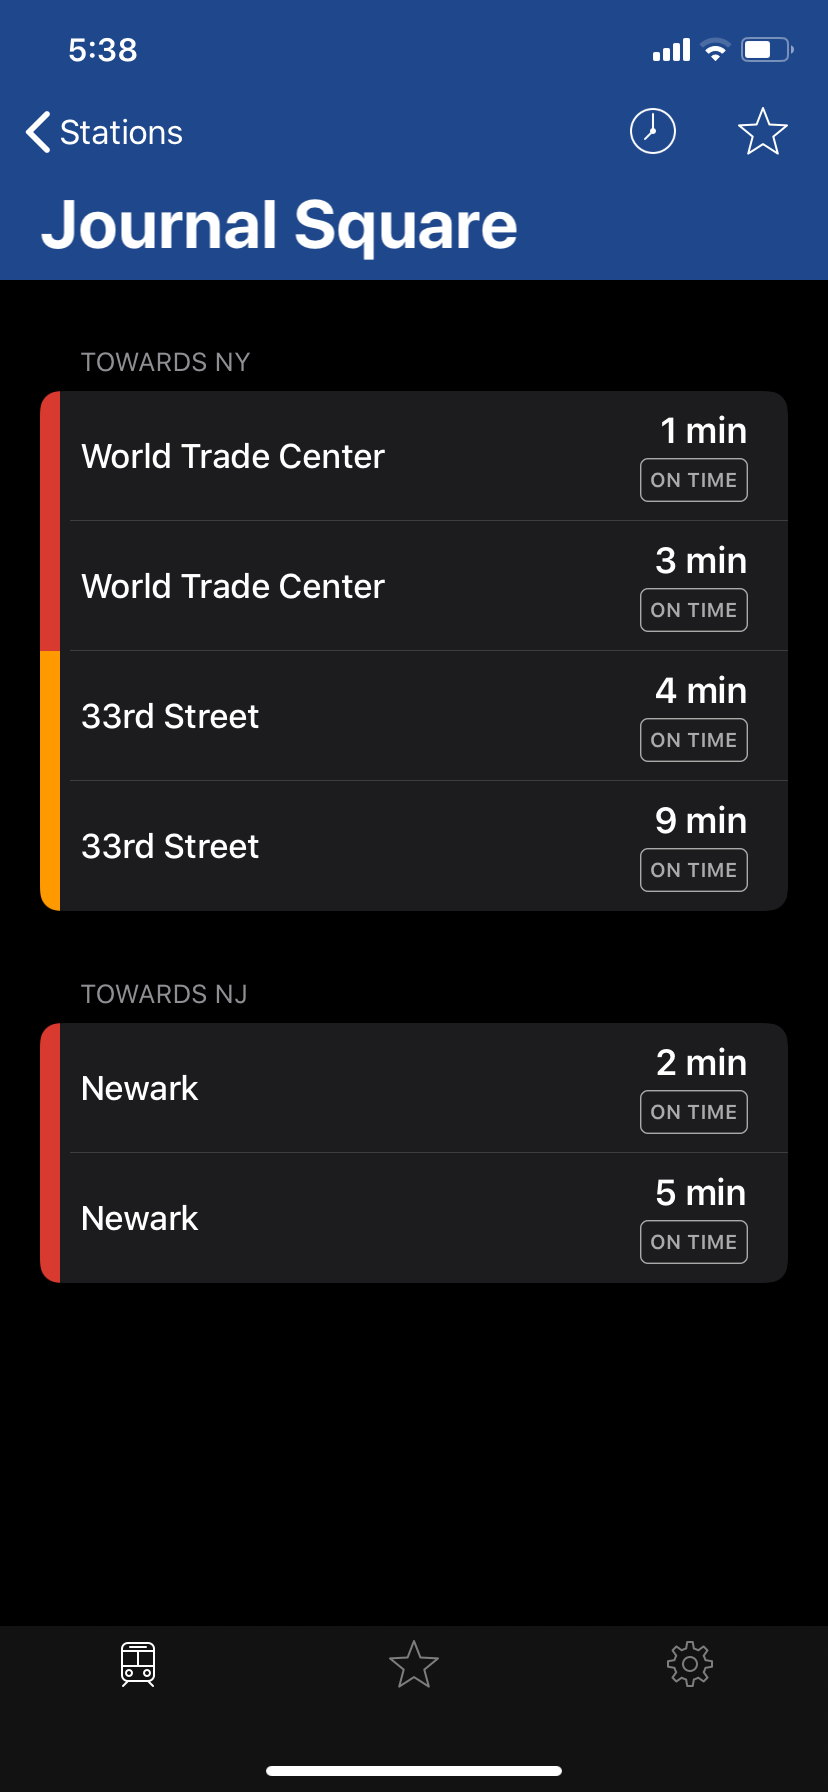 5:38
Stations
Journal Square
TOWARDS NY
World Trade Center
1 min
ON TIME
World Trade Center
3 min
ON TIME
33rd Street
4 min
ON TIME
33rd Street
9 min
ON TIME
TOWARDS NJ
Newark
2 min
ON TIME
Newark
5 min
ON TIME